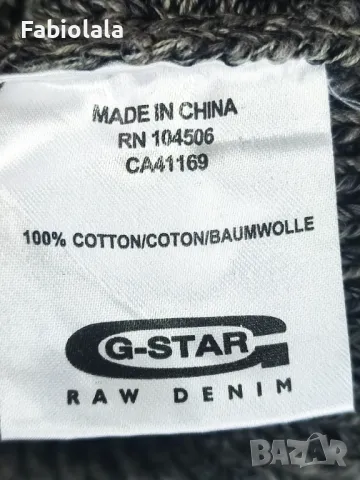 Fabiolala
MADE IN CHINA
RN 104506
CA41169
100% COTTON/COTON/BAUMWOLLE
G-STAR
RAW DENIM
BAZAR